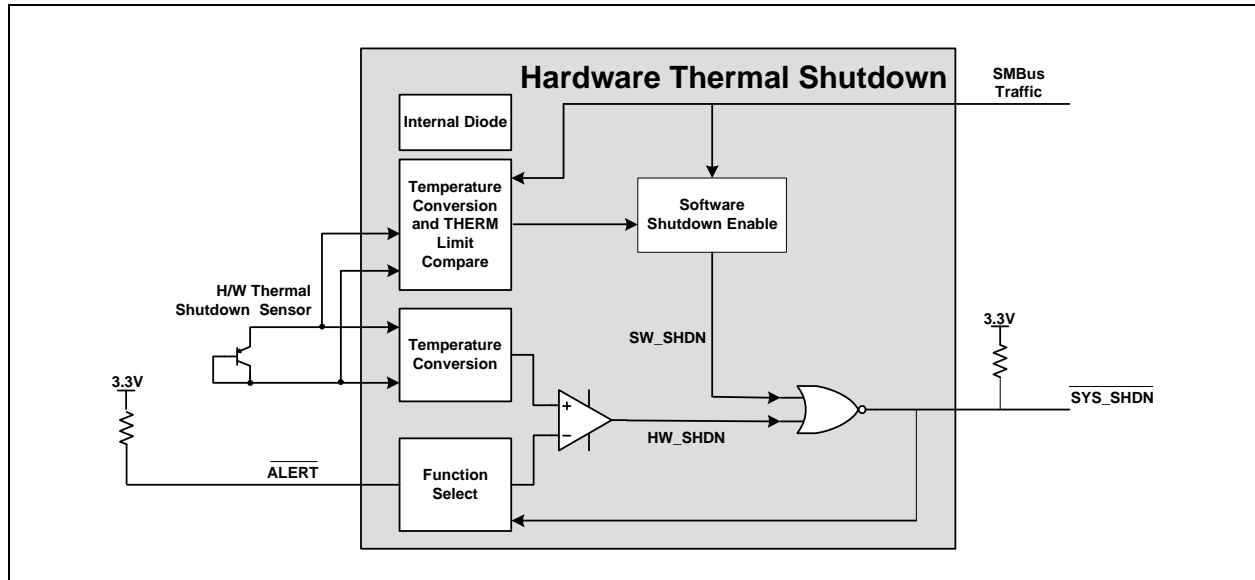 Hardware Thermal Shutdown
SMBus
Traffic
Internal Diode
Temperature
Conversion
and THERM
Limit
Compare
Software
Shutdown Enable
H/W Thermal
Shutdown Sensor
Temperature
Conversion
SW_SHDN
3.3V
3.3V
SYS_SHDN
+
−
HW_SHDN
ALERT
Function
Select